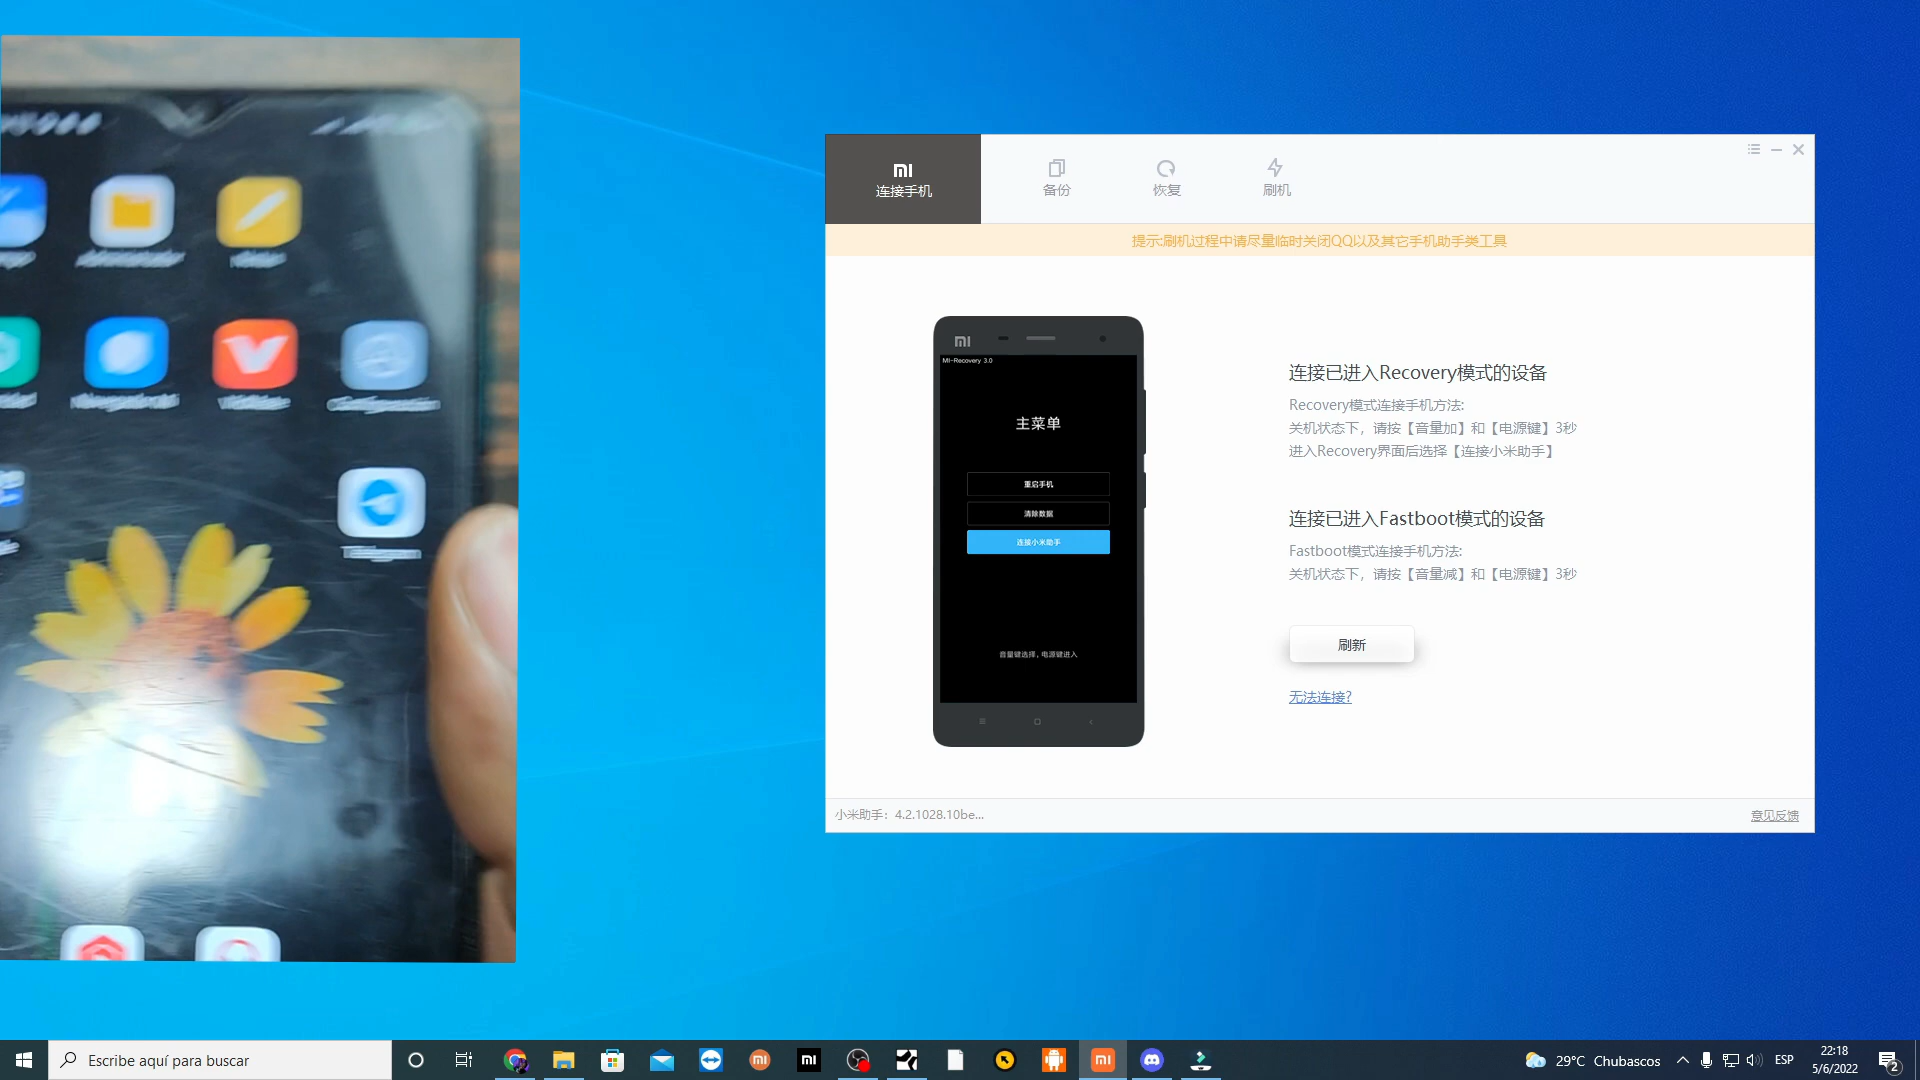 连接手机
备份
恢复
刷机
提示:刷机过程中请尽量临时关闭QQ以及其它手机助手类工具
MI-Recovery 3.0
主菜单
重启手机
清除数据
连接小米助手
音量键选择，电源键进入
连接已进入Recovery模式的设备
Recovery模式连接手机方法:
关机状态下，请按【音量加】和【电源键】3秒
进入Recovery界面后选择【连接小米助手】
连接已进入Fastboot模式的设备
Fastboot模式连接手机方法:
关机状态下，请按【音量减】和【电源键】3秒
刷新
无法连接?
小米助手：4.2.1028.10be...
意见反馈
Escribe aquí para buscar
29°C Chubascos
ESP
22:18
5/6/2022
2